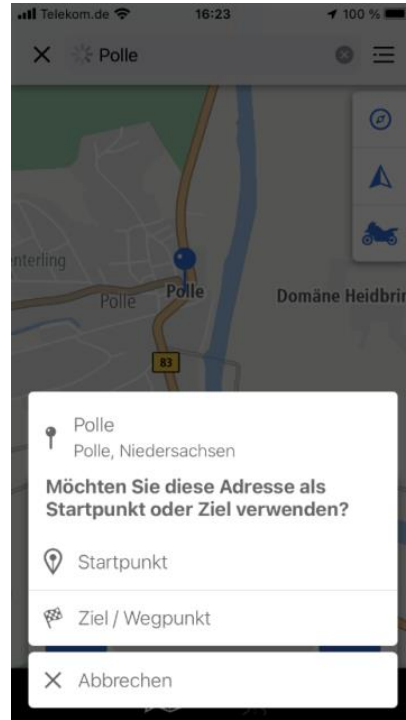 Telekom.de 16:23 100 %
Polle
enterling
Polle
Polle
Domäne Heidbrin
83
Polle
Polle, Niedersachsen
Möchten Sie diese Adresse als
Startpunkt oder Ziel verwenden?
Startpunkt
Ziel / Wegpunkt
Abbrechen